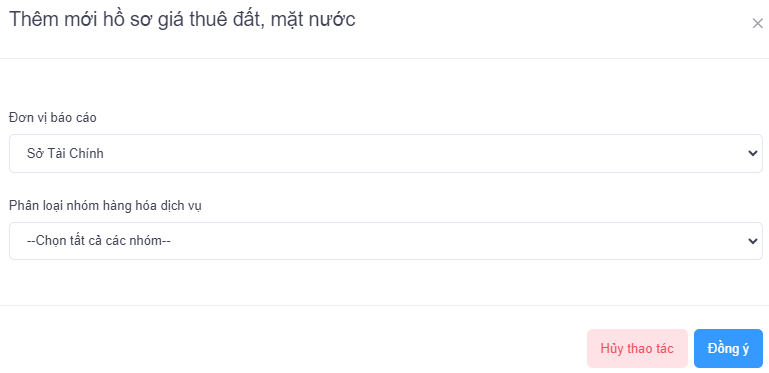 Thêm mới hồ sơ giá thuê đất, mặt nước
Đơn vị báo cáo
Sở Tài Chính
Phân loại nhóm hàng hóa dịch vụ
--Chọn tất cả các nhóm--
Hủy thao tác
Đồng ý